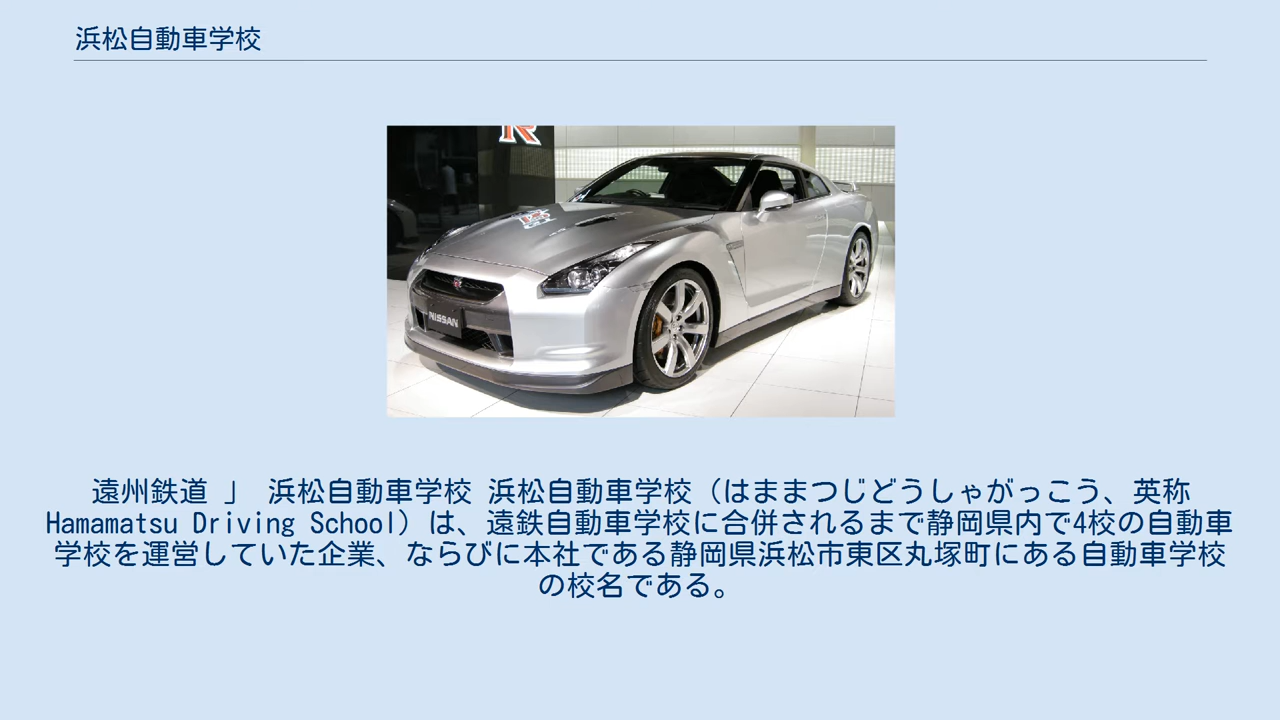 浜松自動車学校
R
NISSAN
遠州鉄道 」 浜松自動車学校 浜松自動車学校（はままつじどうしゃがっこう、英称
Hamamatsu Driving School）は、遠鉄自動車学校に合併されるまで静岡県内で4校の自動車
学校を運営していた企業、ならびに本社である静岡県浜松市東区丸塚町にある自動車学校
の校名である。